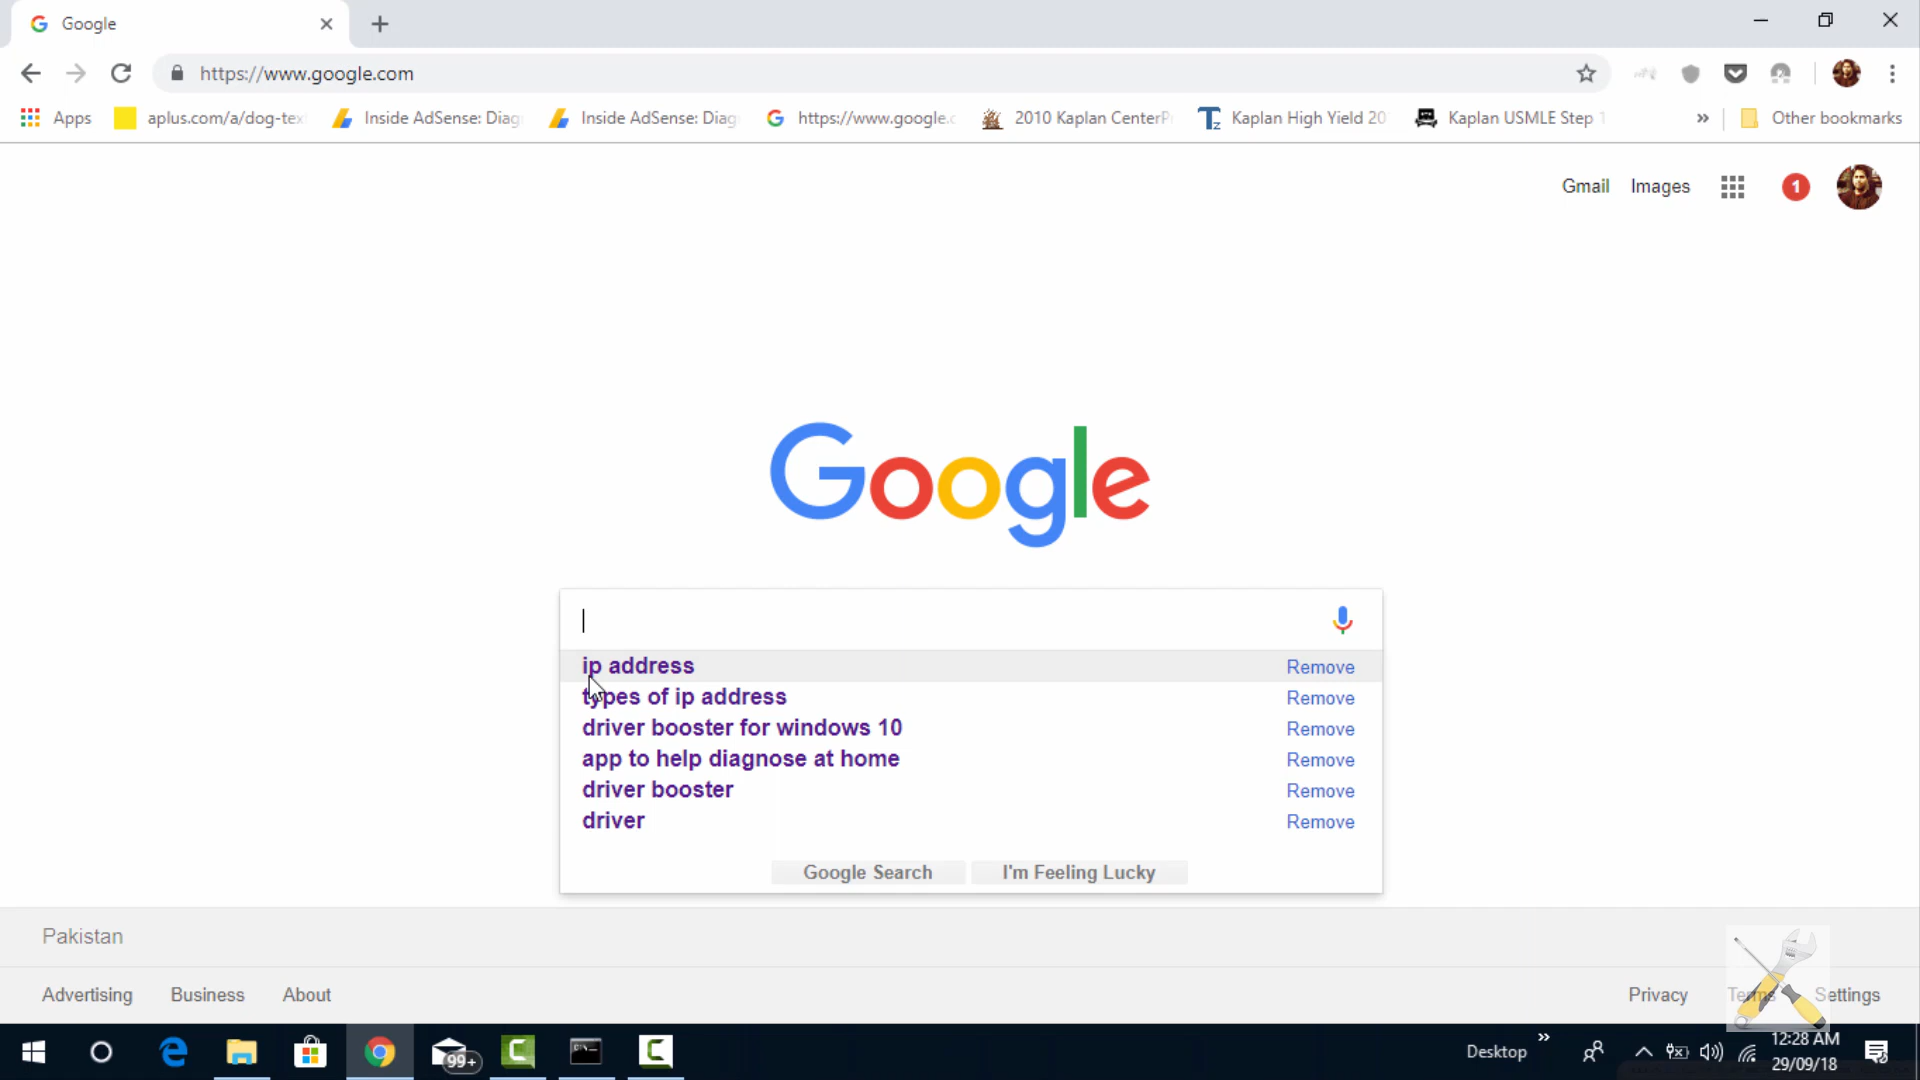 Google
https://www.google.com
Apps
aplus.com/a/dog-tex
Inside AdSense: Diag
Inside AdSense: Diag
https://www.google.c
2010 Kaplan CenterP
Kaplan High Yield 20
Kaplan USMLE Step 1
»
Other bookmarks
Gmail
Images
1
Google
ip address
Remove
types of ip address
Remove
driver booster for windows 10
Remove
app to help diagnose at home
Remove
driver booster
Remove
driver
Remove
Google Search
I'm Feeling Lucky
Pakistan
Advertising
Business
About
Privacy
Terms
Settings
99+
Desktop
12:28 AM
29/09/18